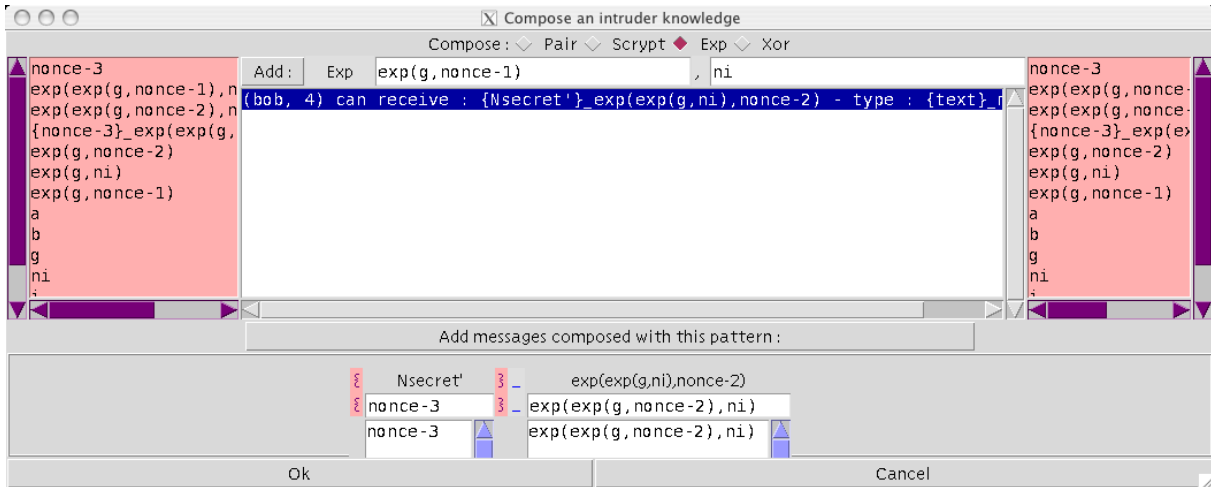 Compose an intruder knowledge
Compose : Pair Scrypt Exp Xor
Add : Exp exp(g,nonce-1) , ni
nonce-3
exp(exp(g,nonce-1),n
exp(exp(g,nonce-2),n
{nonce-3}_exp(exp(g,
exp(g,nonce-2)
exp(g,ni)
exp(g,nonce-1)
a
b
g
ni
i
(bob, 4) can receive : {Nsecret'}_exp(exp(g,ni),nonce-2) - type : {text}_
nonce-3
exp(exp(g,nonce-
exp(exp(g,nonce-
{nonce-3}_exp(ex
exp(g,nonce-2)
exp(g,ni)
exp(g,nonce-1)
a
b
g
ni
Add messages composed with this pattern :
{ Nsecret' } _ exp(exp(g,ni),nonce-2)
{ nonce-3 } _ exp(exp(g,nonce-2),ni)
nonce-3 exp(exp(g,nonce-2),ni)
Ok Cancel